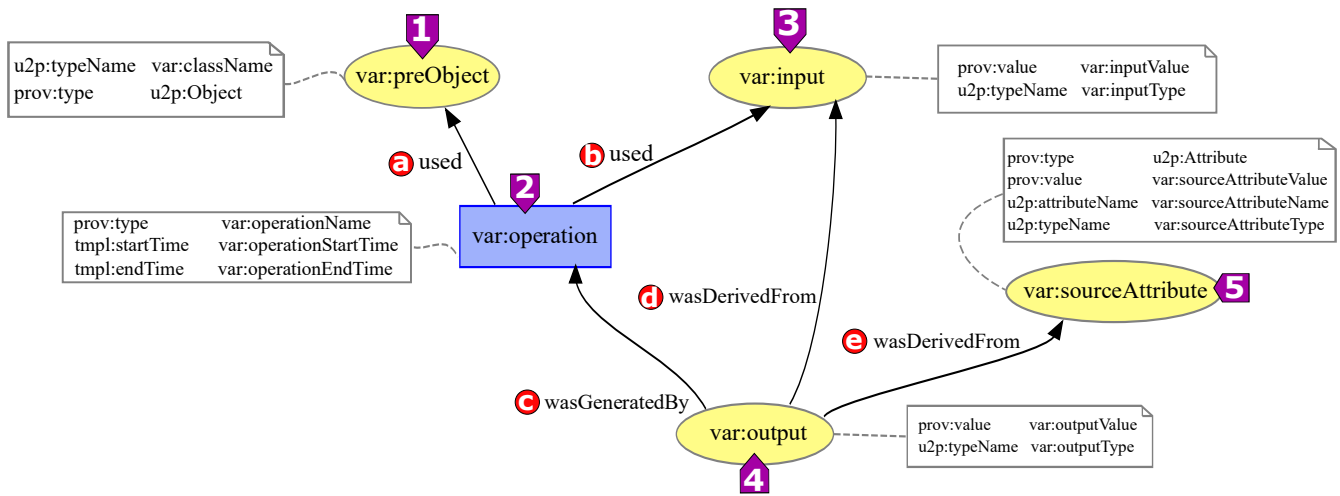 1
3
u2p:typeName var:className
prov:type u2p:Object
var:preObject
var:input
prov:value var:inputValue
u2p:typeName var:inputType
a used
b used
prov:type u2p:Attribute
prov:value var:sourceAttributeValue
u2p:attributeName var:sourceAttributeName
u2p:typeName var:sourceAttributeType
2
prov:type var:operationName
tmpl:startTime var:operationStartTime
tmpl:endTime var:operationEndTime
var:operation
d wasDerivedFrom
var:sourceAttribute
5
e wasDerivedFrom
c wasGeneratedBy
var:output
prov:value var:outputValue
u2p:typeName var:outputType
4